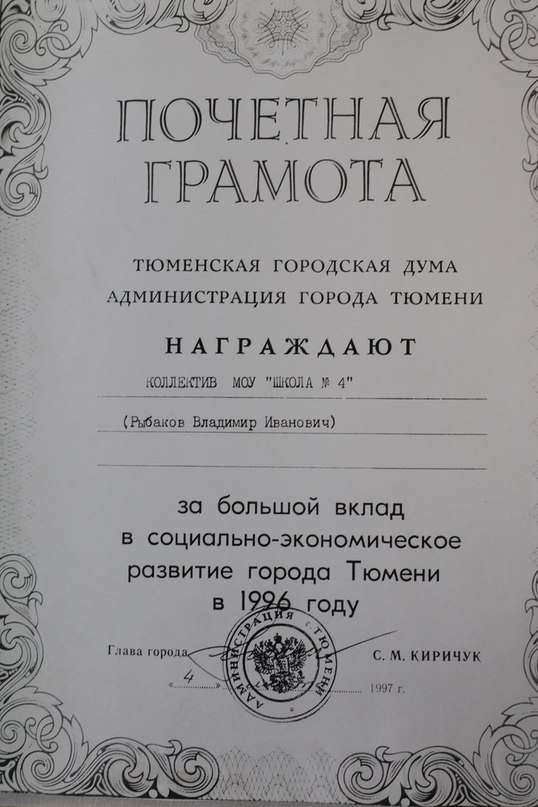 ПОЧЕТНАЯ
ГРАМОТА
ТЮМЕНСКАЯ ГОРОДСКАЯ ДУМА
АДМИНИСТРАЦИЯ ГОРОДА ТЮМЕНИ
НАГРАЖДАЮТ
КОЛЛЕКТИВ МОУ "ШКОЛА № 4"
(Рыбаков Владимир Иванович)
за большой вклад
в социально-экономическое
развитие города Тюмени
в 1996 году
Глава города
С. М. КИРИЧУК
« 4 »
1997 г.
АДМИНИСТРАЦИЯ г. ТЮМЕНИ